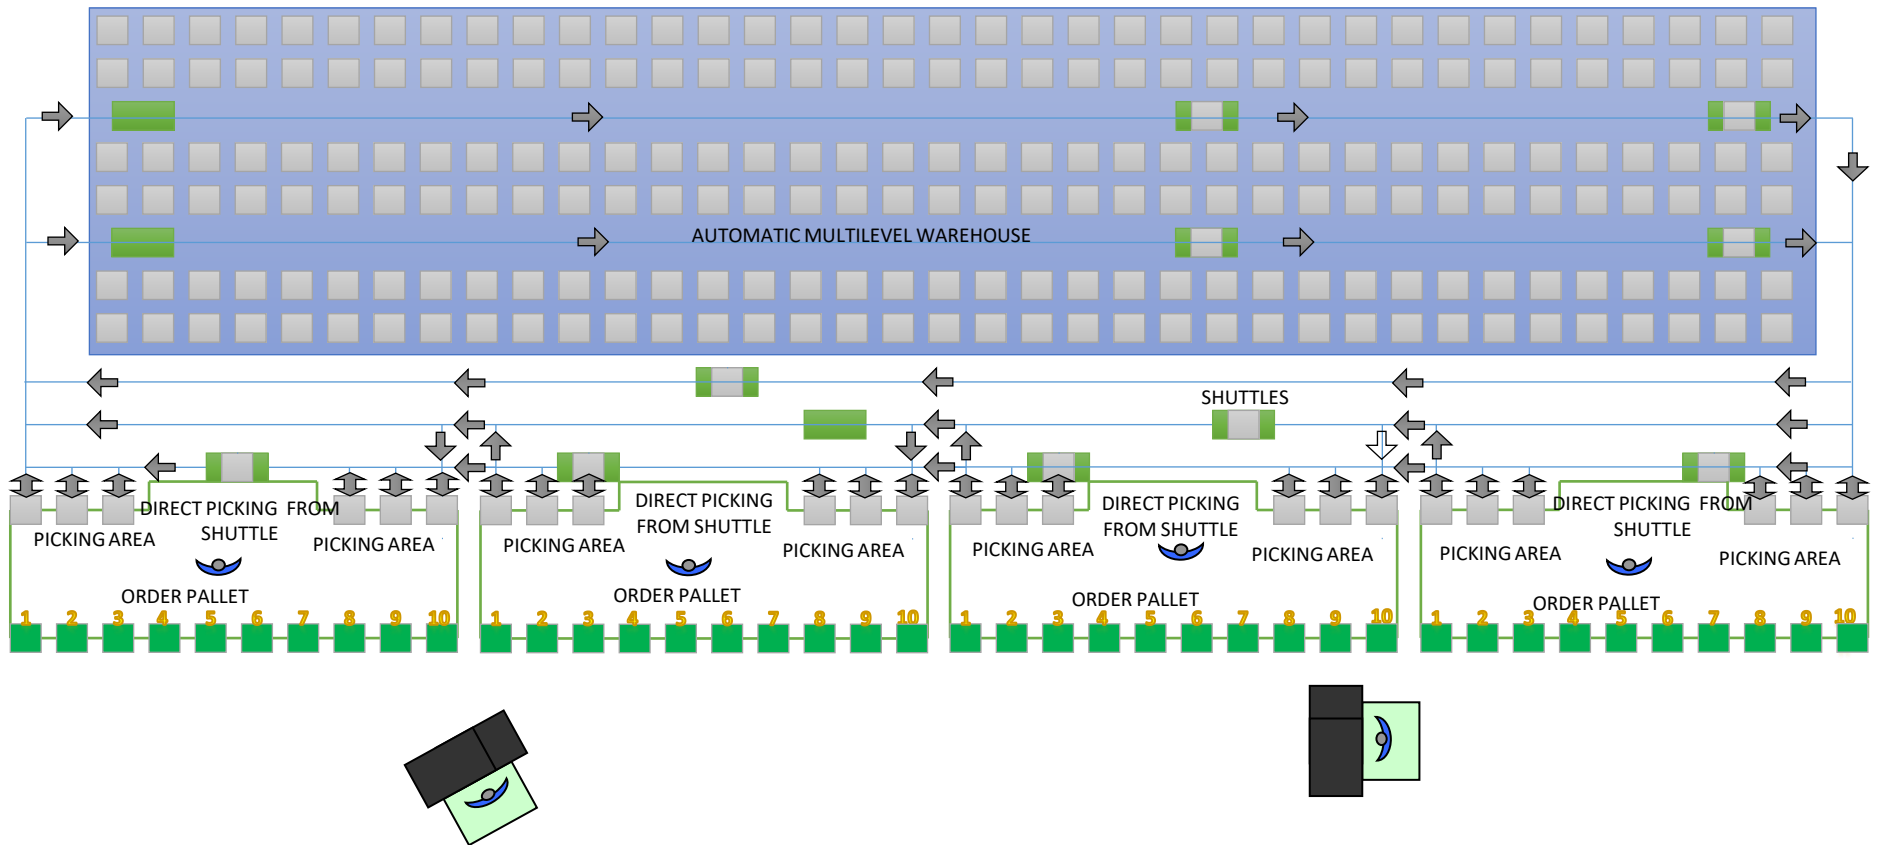 AUTOMATIC MULTILEVEL WAREHOUSE
SHUTTLES
DIRECT PICKING FROM
SHUTTLE
PICKING AREA
PICKING AREA
ORDER PALLET
1 2 3 4 5 6 7 8 9 10
DIRECT PICKING
FROM SHUTTLE
PICKING AREA
PICKING AREA
ORDER PALLET
1 2 3 4 5 6 7 8 9 10
DIRECT PICKING
FROM SHUTTLE
PICKING AREA
PICKING AREA
ORDER PALLET
1 2 3 4 5 6 7 8 9 10
DIRECT PICKING FROM
SHUTTLE
PICKING AREA
PICKING AREA
ORDER PALLET
1 2 3 4 5 6 7 8 9 10